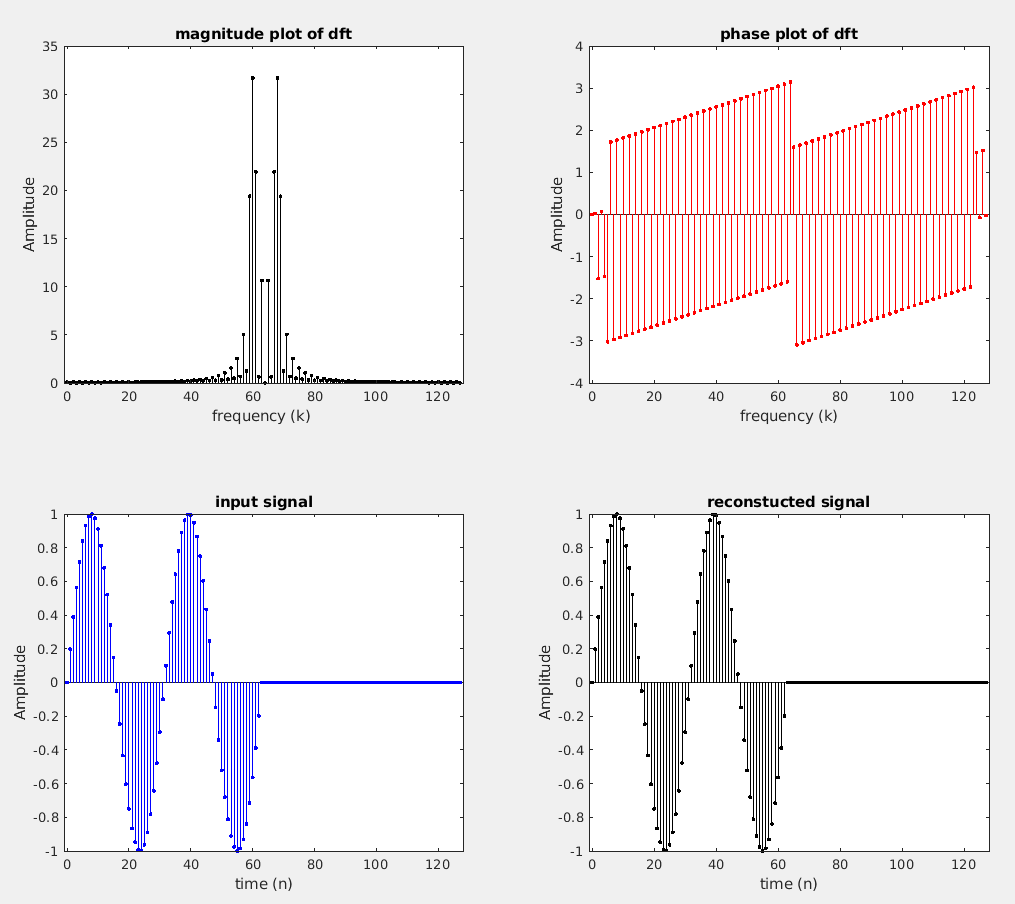 magnitude plot of dft
35
30
25
20
15
10
5
0
Amplitude
0 20 40 60 80 100 120
frequency (k)
phase plot of dft
4
3
2
1
0
-1
-2
-3
-4
Amplitude
0 20 40 60 80 100 120
frequency (k)
input signal
1
0.8
0.6
0.4
0.2
0
-0.2
-0.4
-0.6
-0.8
-1
Amplitude
0 20 40 60 80 100 120
time (n)
reconstucted signal
1
0.8
0.6
0.4
0.2
0
-0.2
-0.4
-0.6
-0.8
-1
Amplitude
0 20 40 60 80 100 120
time (n)